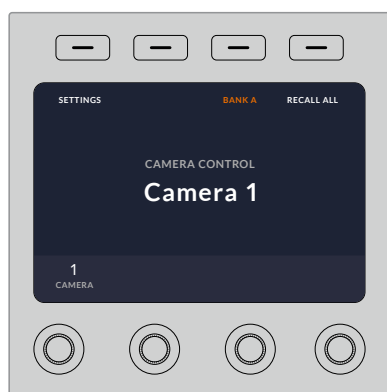 SETTINGS BANK A RECALL ALL
CAMERA CONTROL
Camera 1
1
CAMERA